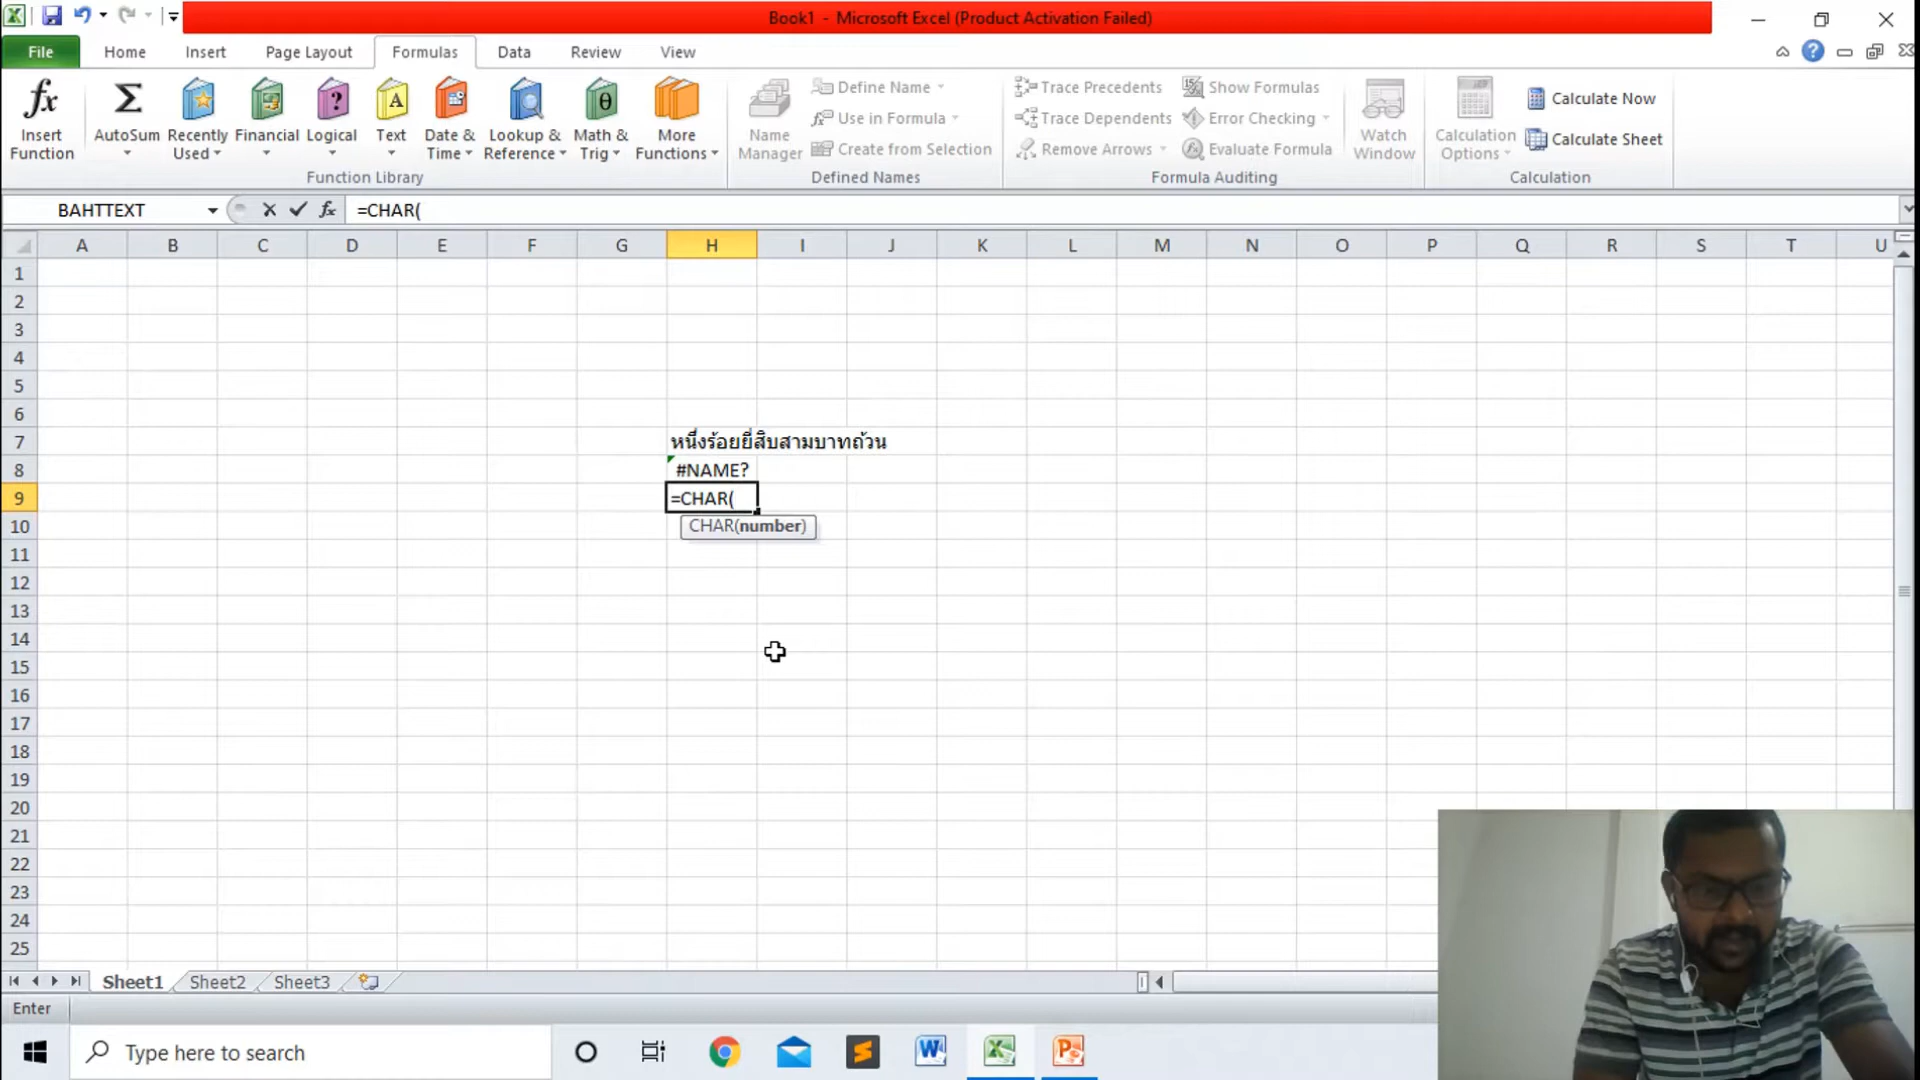 Book1 - Microsoft Excel (Product Activation Failed)
File Home Insert Page Layout Formulas Data Review View
Insert Function
AutoSum
Recently Used
Financial
Logical
Text
Date & Time
Lookup & Reference
Math & Trig
More Functions
Function Library
Name Manager
Define Name
Use in Formula
Create from Selection
Defined Names
Trace Precedents
Trace Dependents
Remove Arrows
Show Formulas
Error Checking
Evaluate Formula
Formula Auditing
Watch Window
Calculation Options
Calculate Now
Calculate Sheet
Calculation
BAHTTEXT fx =CHAR(
A B C D E F G H I J K L M N O P Q R S T U
1
2
3
4
5
6
7 หนึ่งร้อยยี่สิบสามบาทถ้วน
8 #NAME?
9 =CHAR(
10 CHAR(number)
11
12
13
14
15
16
17
18
19
20
21
22
23
24
25
Sheet1 Sheet2 Sheet3
Enter
Type here to search